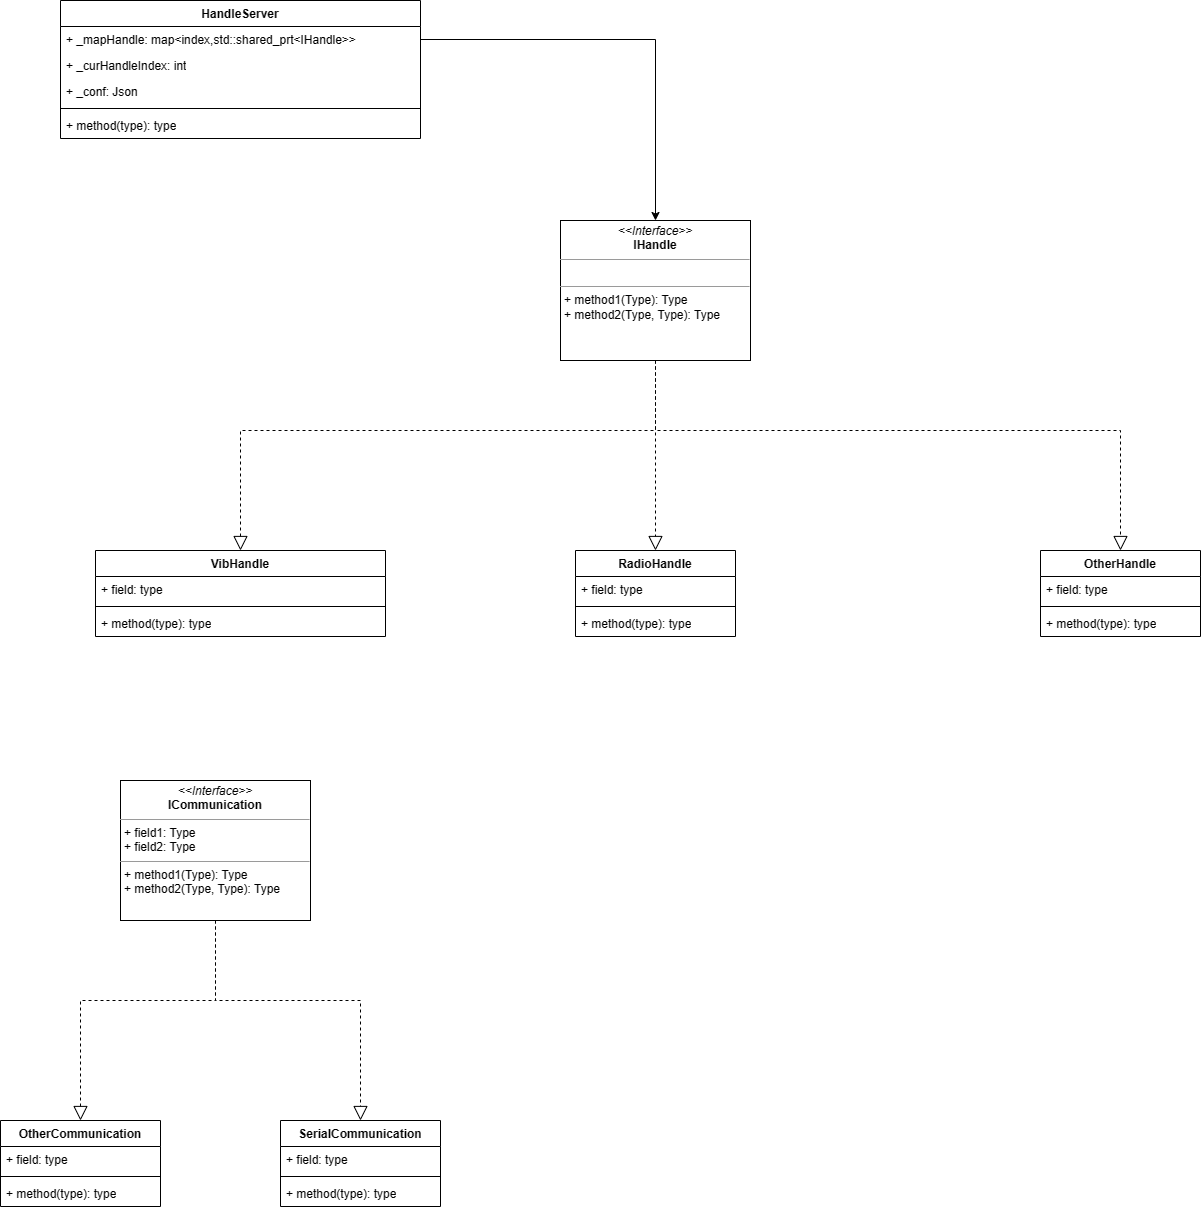 HandleServer
+ _mapHandle: map<index,std::shared_prt<IHandle>>
+ _curHandleIndex: int
+ _conf: Json
+ method(type): type
<<Interface>>
IHandle
+ method1(Type): Type
+ method2(Type, Type): Type
VibHandle
+ field: type
+ method(type): type
RadioHandle
+ field: type
+ method(type): type
OtherHandle
+ field: type
+ method(type): type
<<Interface>>
ICommunication
+ field1: Type
+ field2: Type
+ method1(Type): Type
+ method2(Type, Type): Type
OtherCommunication
+ field: type
+ method(type): type
SerialCommunication
+ field: type
+ method(type): type